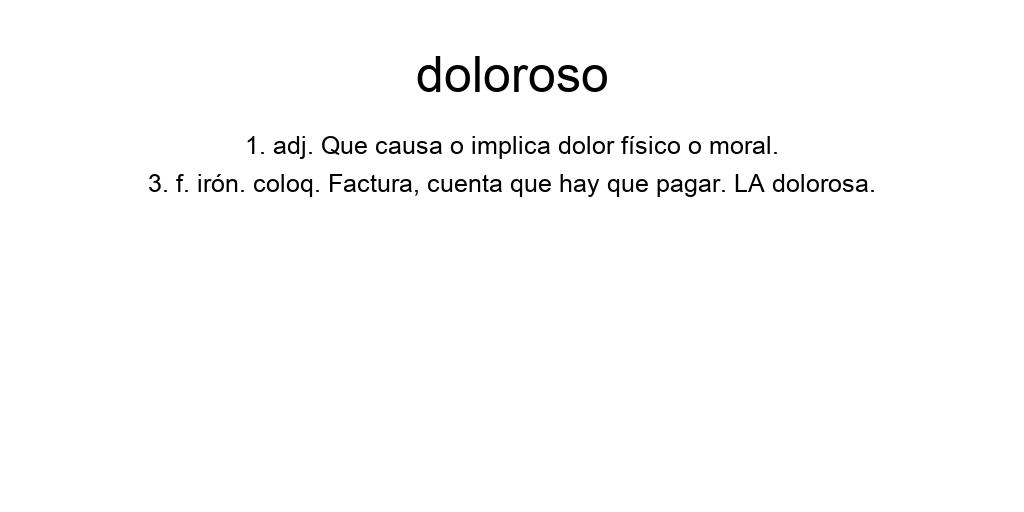 doloroso
1. adj. Que causa o implica dolor físico o moral.
3. f. irón. coloq. Factura, cuenta que hay que pagar. LA dolorosa.